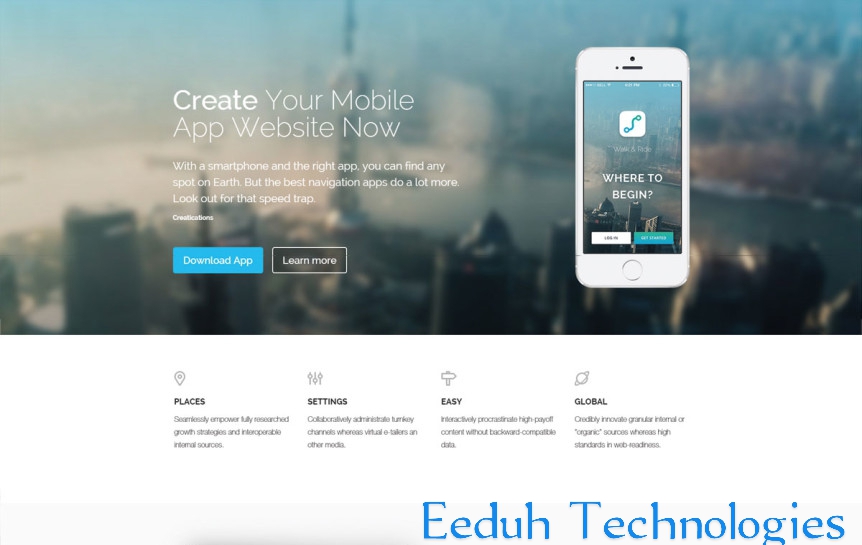 Create Your Mobile
App Website Now
With a smartphone and the right app, you can find any
spot on Earth. But the best navigation apps do a lot more.
Look out for that speed trap.
Creatications
Download App
Learn more
Walk & Ride
WHERE TO
BEGIN?
LOG IN
GET STARTED
PLACES
Seamlessly empower fully researched
growth strategies and interoperable
internal sources.
SETTINGS
Collaboratively administrate turnkey
channels whereas virtual e-tailers an
other media.
EASY
Interactively procrastinate high-payoff
content without backward-compatible
data.
GLOBAL
Credibly innovate granular internal or
"organic" sources whereas high
standards in web-readiness.
Eeduh Technologies